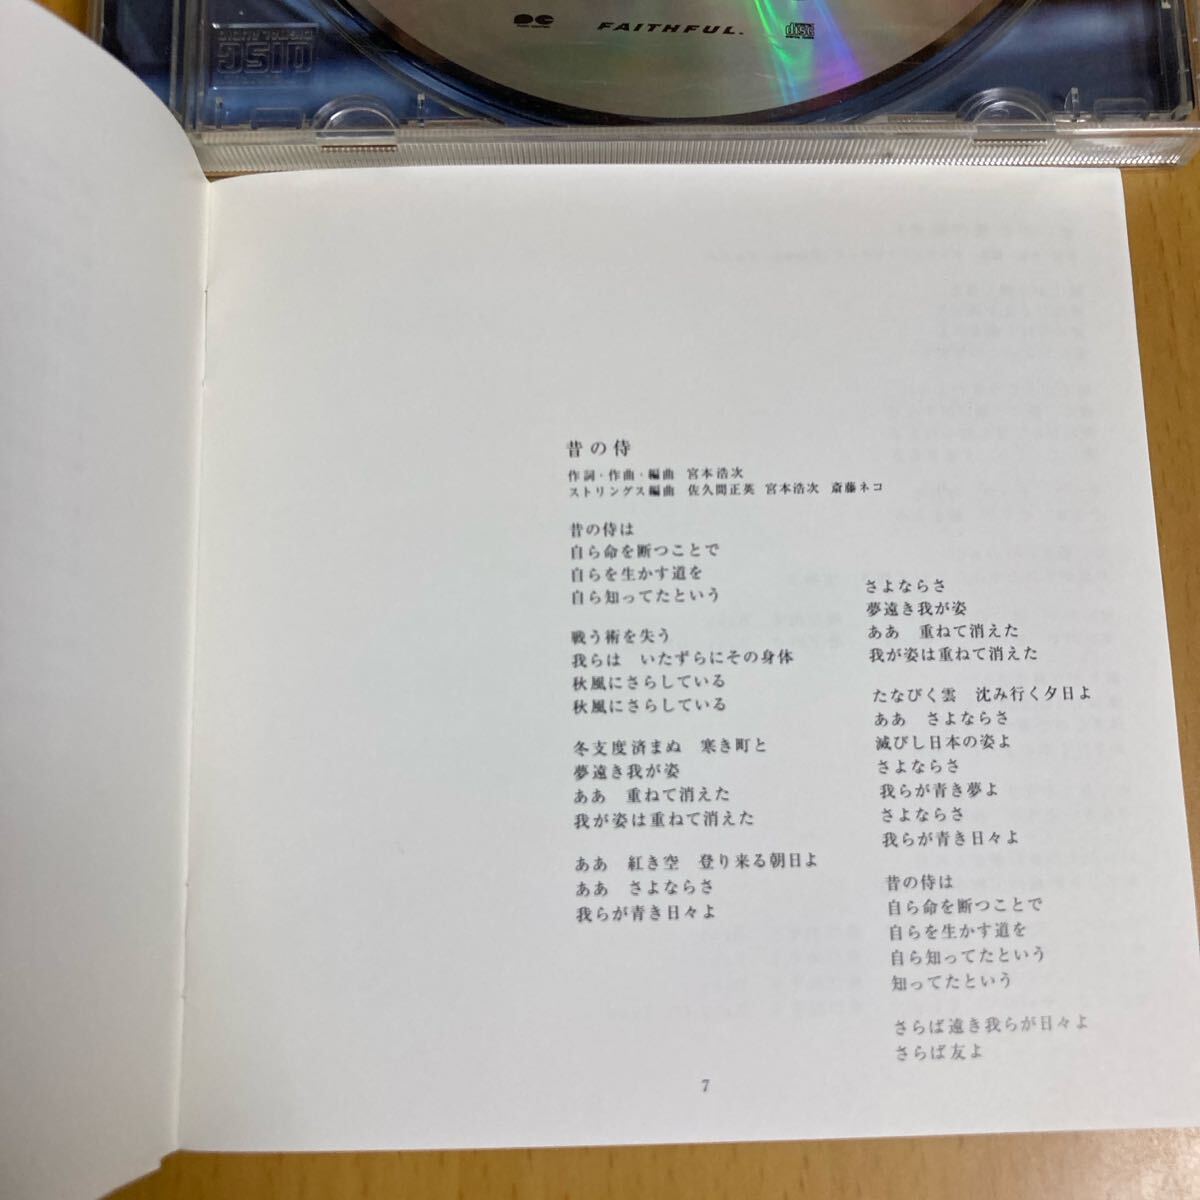 FAITHFUL.
disc
昔の侍
作詞・作曲・編曲　宮本浩次
ストリングス編曲　佐久間正英　宮本浩次　斎藤ネコ
昔の侍は
自ら命を断つことで
自らを生かす道を
自ら知ってたという
戦う術を失う
我らは　いたずらにその身体
秋風にさらしている
秋風にさらしている
冬支度済まぬ　寒き町と
夢遠き我が姿
ああ　重ねて消えた
我が姿は重ねて消えた
ああ　紅き空　登り来る朝日よ
ああ　さよならさ
我らが青き日々よ
さよならさ
夢遠き我が姿
ああ　重ねて消えた
我が姿は重ねて消えた
たなびく雲　沈み行く夕日よ
ああ　さよならさ
滅びし日本の姿よ
さよならさ
我らが青き夢よ
さよならさ
我らが青き日々よ
昔の侍は
自ら命を断つことで
自らを生かす道を
自ら知ってたという
知ってたという
さらば遠き我らが日々よ
さらば友よ
7